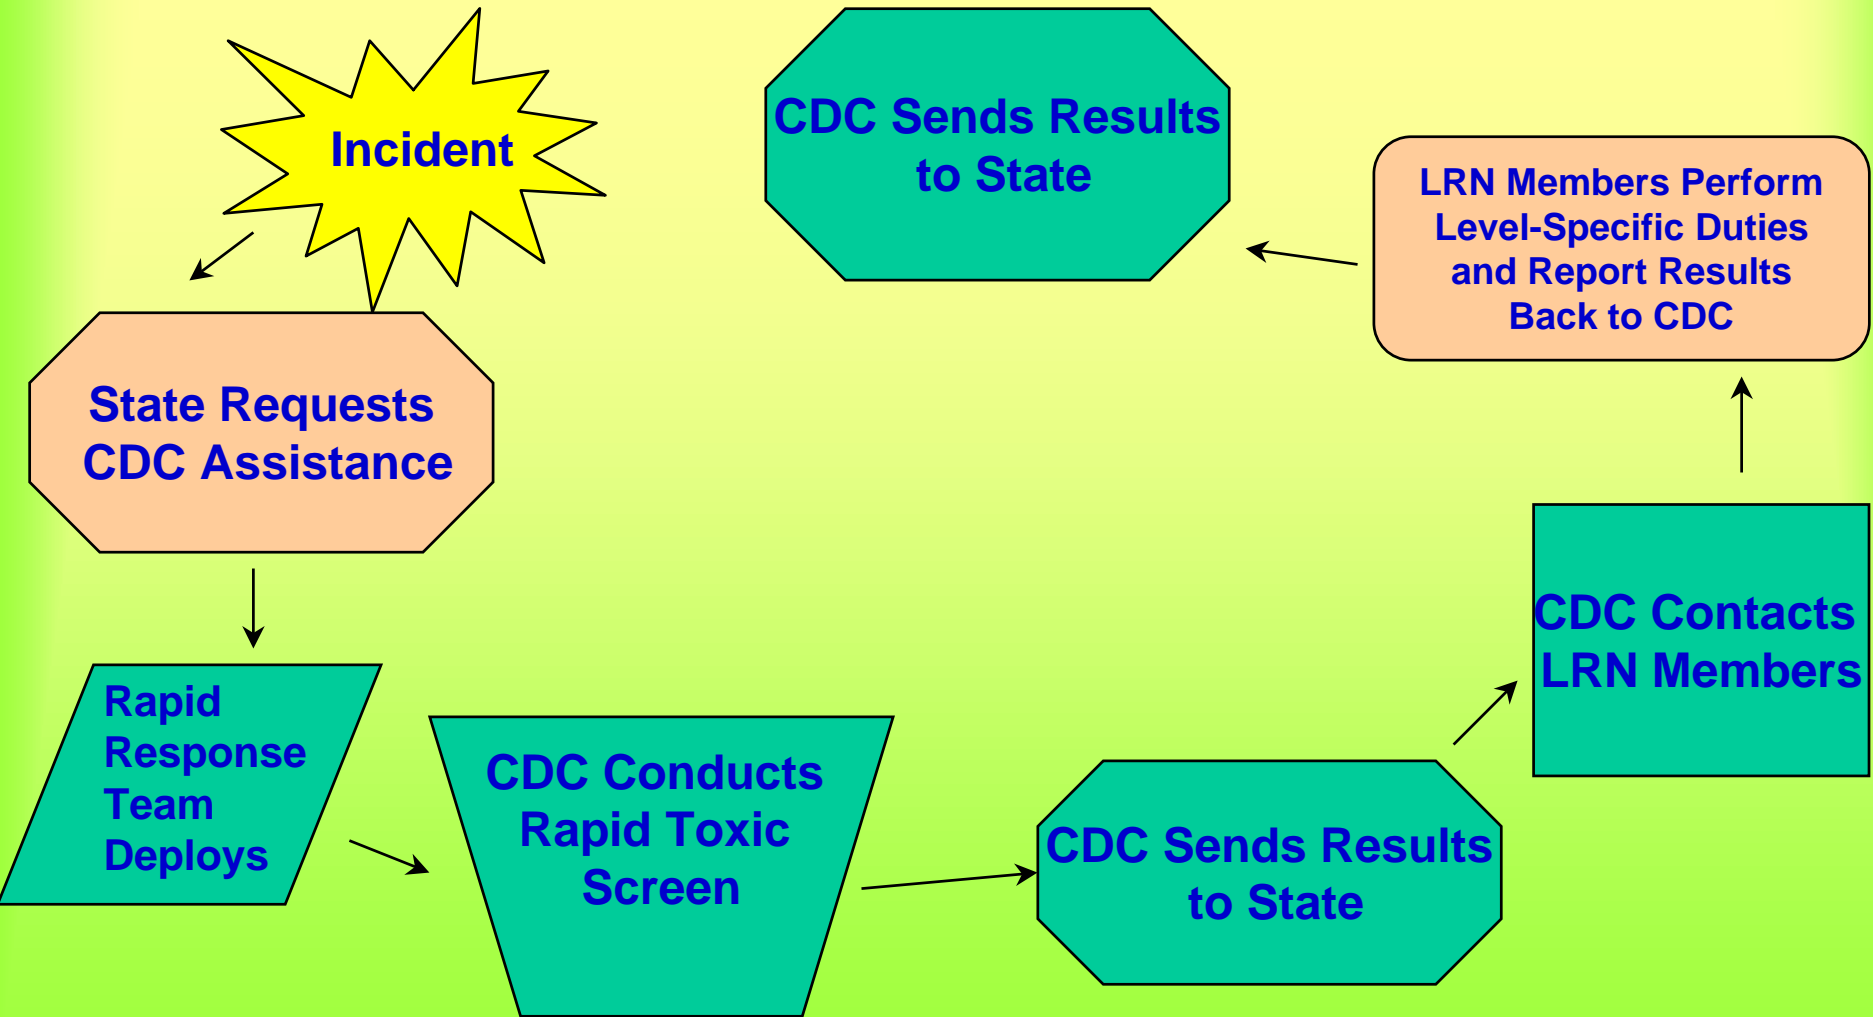 Incident
State Requests
CDC Assistance
Rapid
Response
Team
Deploys
CDC Conducts
Rapid Toxic
Screen
CDC Sends Results
to State
CDC Contacts
LRN Members
LRN Members Perform
Level-Specific Duties
and Report Results
Back to CDC
CDC Sends Results
to State